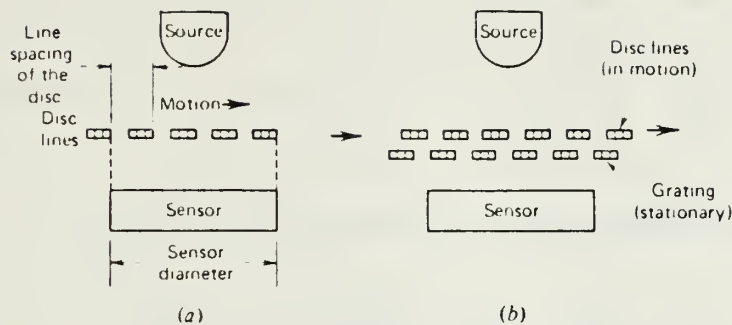 Source
Line
spacing
of the
disc
Disc
lines
Motion
Sensor
Sensor
diameter
(a)
Source
Disc lines
(in motion)
Sensor
Grating
(stationary)
(b)